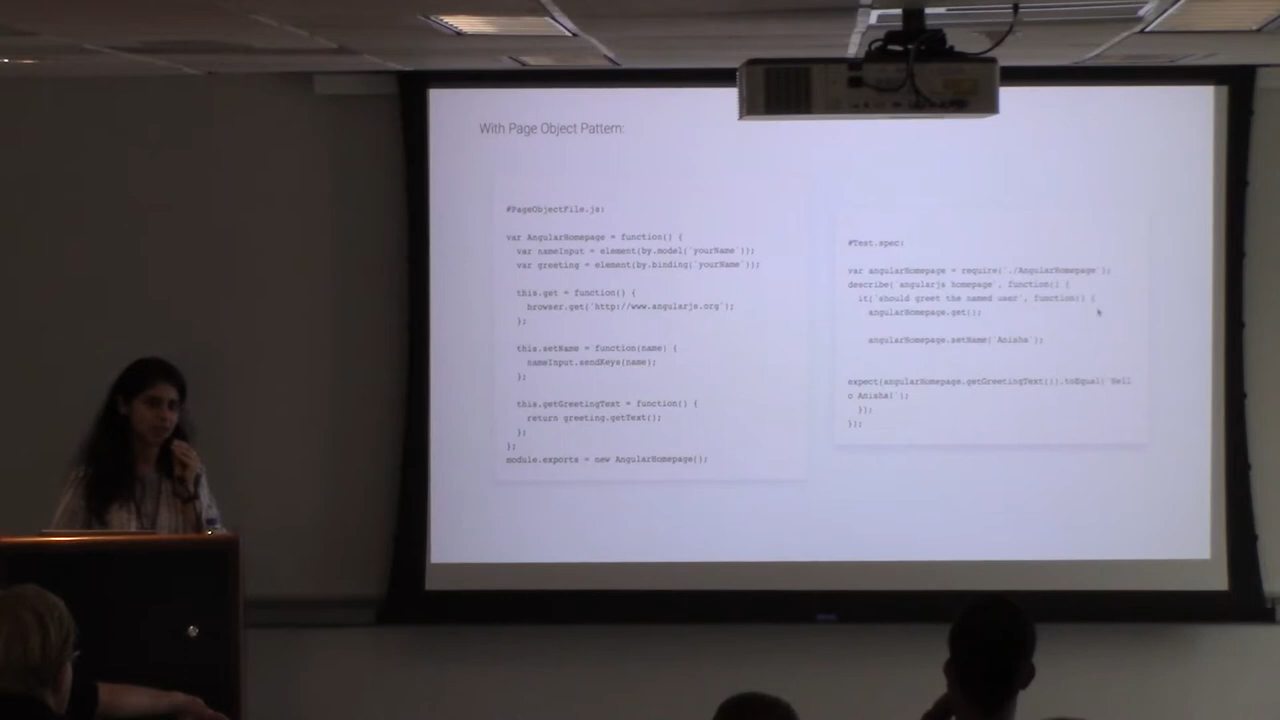 With Page Object Pattern:
#PageObjectFile.js:
var AngularHomepage = function() {
var nameInput = element(by.model('yourName'));
var greeting = element(by.binding('yourName'));
this.get = function() {
browser.get('http://www.angularjs.org');
};
this.setName = function(name) {
nameInput.sendKeys(name);
};
this.getGreetingText = function() {
return greeting.getText();
};
};
module.exports = new AngularHomepage();
#Test.spec:
var angularHomepage = require('./AngularHomepage');
describe('angularjs homepage', function() {
it('should greet the named user', function() {
angularHomepage.get();
angularHomepage.setName('Anisha');
expect(angularHomepage.getGreetingText()).toEqual('Hell
o Anisha!');
});
});